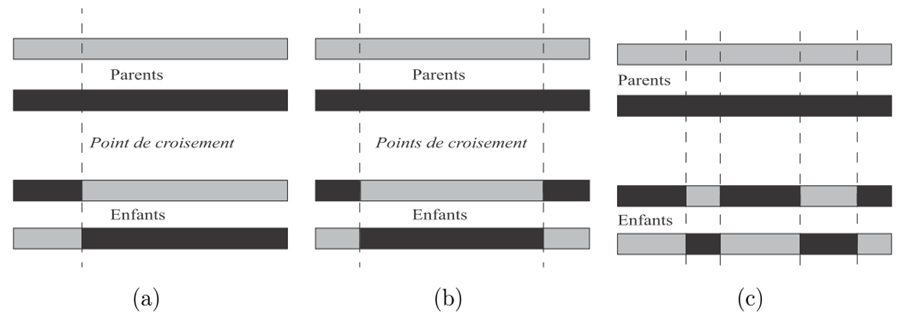 Parents
Point de croisement
Enfants
(a)
Parents
Points de croisement
Enfants
(b)
Parents
Enfants
(c)